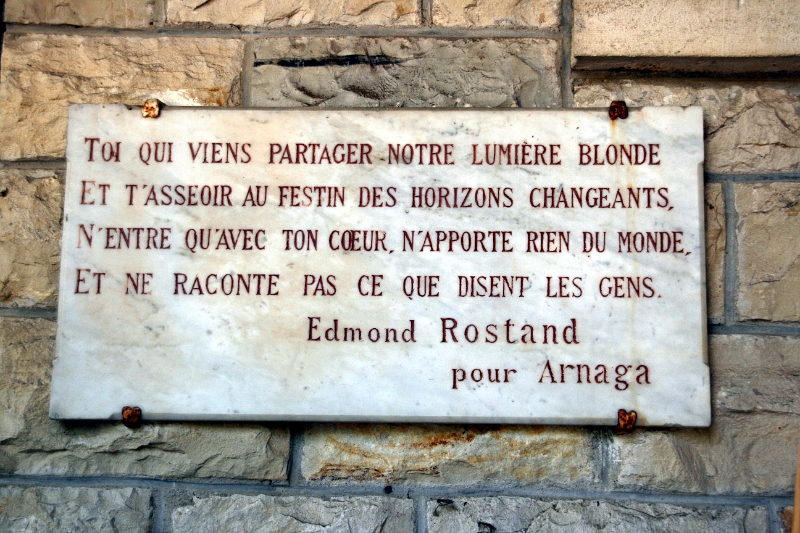 TOI QUI VIENS PARTAGER NOTRE LUMIÈRE BLONDE
ET T'ASSEOIR AU FESTIN DES HORIZONS CHANGEANTS,
N'ENTRE QU'AVEC TON CŒUR, N'APPORTE RIEN DU MONDE,
ET NE RACONTE PAS CE QUE DISENT LES GENS.
Edmond Rostand
pour Arnaga